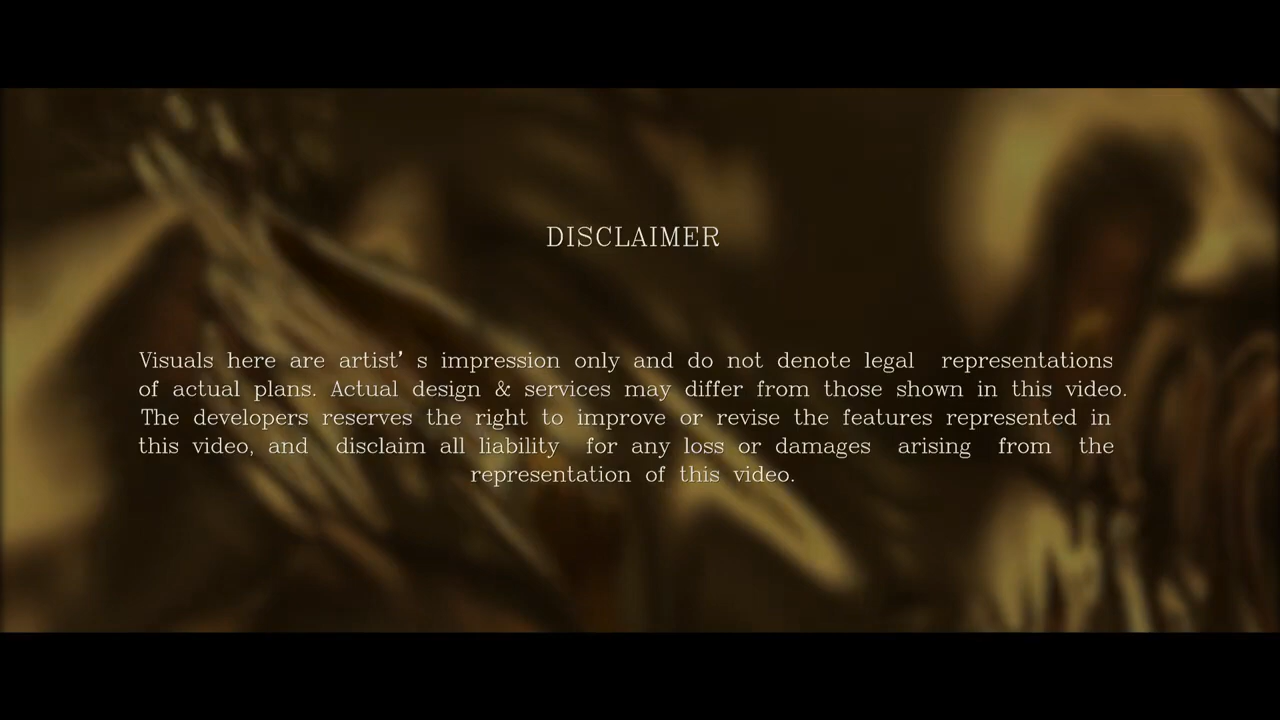 DISCLAIMER
Visuals here are artist’ s impression only and do not denote legal representations
of actual plans. Actual design & services may differ from those shown in this video.
The developers reserves the right to improve or revise the features represented in
this video, and disclaim all liability for any loss or damages arising from the
representation of this video.